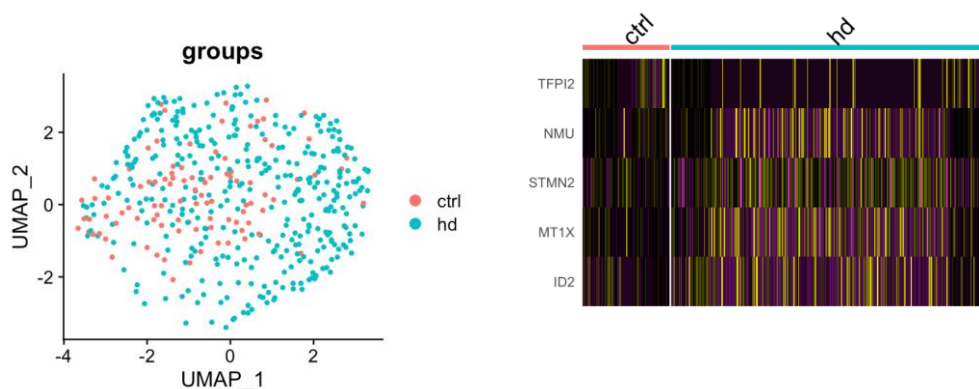 groups
UMAP_2
2
0
-2
-4
-2
0
2
UMAP_1
ctrl
hd
ctrl
hd
TFPI2
NMU
STMN2
MT1X
ID2